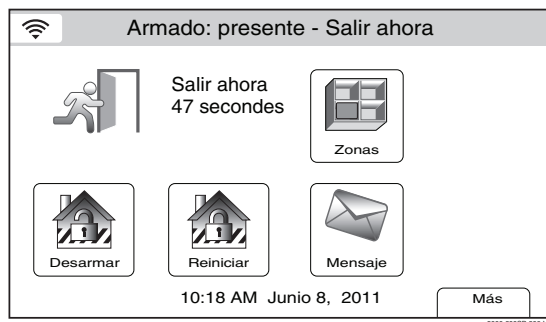 Armado: presente - Salir ahora
Salir ahora
47 secondes
Zonas
Desarmar
Reiniciar
Mensaje
10:18 AM Junio 8, 2011
Más